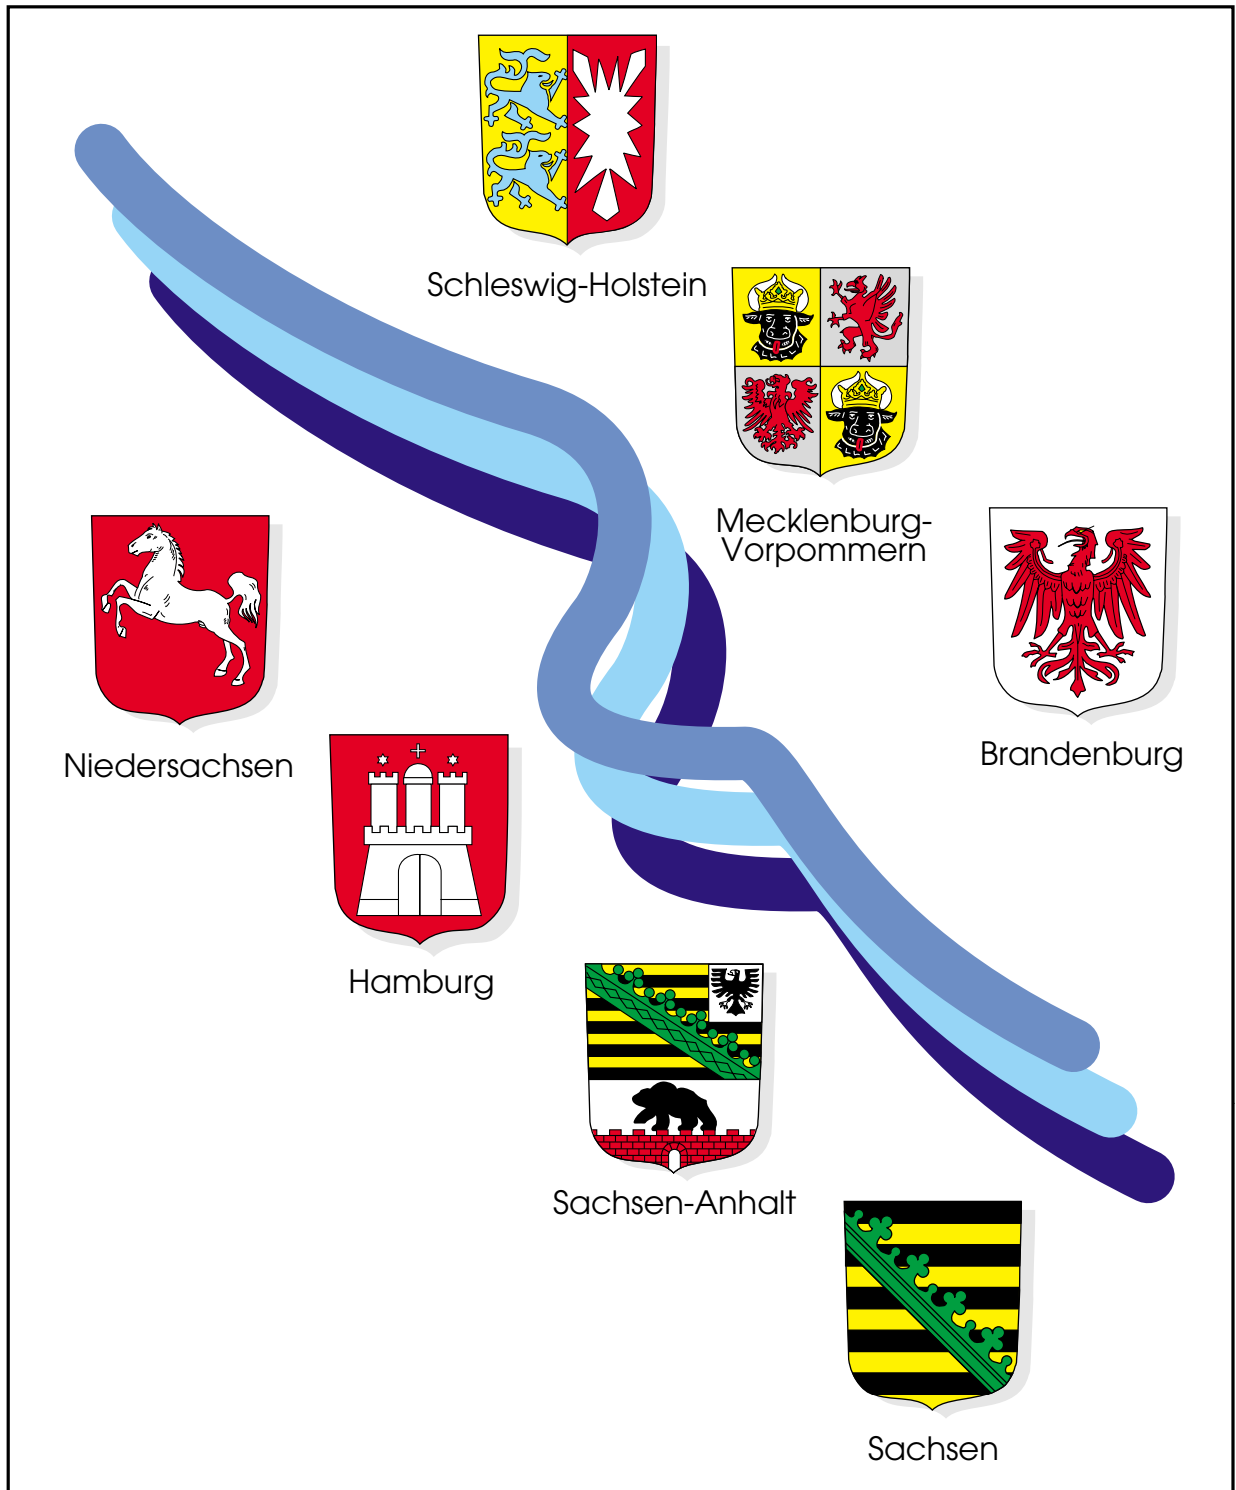 Schleswig-Holstein
Mecklenburg-
Vorpommern
Niedersachsen
Brandenburg
Hamburg
Sachsen-Anhalt
Sachsen